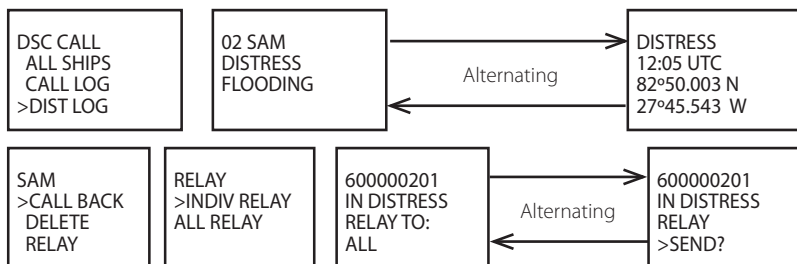 DSC CALL
ALL SHIPS
CALL LOG
>DIST LOG
02 SAM
DISTRESS
FLOODING
Alternating
DISTRESS
12:05 UTC
82º50.003 N
27º45.543 W
SAM
>CALL BACK
DELETE
RELAY
RELAY
>INDIV RELAY
ALL RELAY
600000201
IN DISTRESS
RELAY TO:
ALL
Alternating
600000201
IN DISTRESS
RELAY
>SEND?